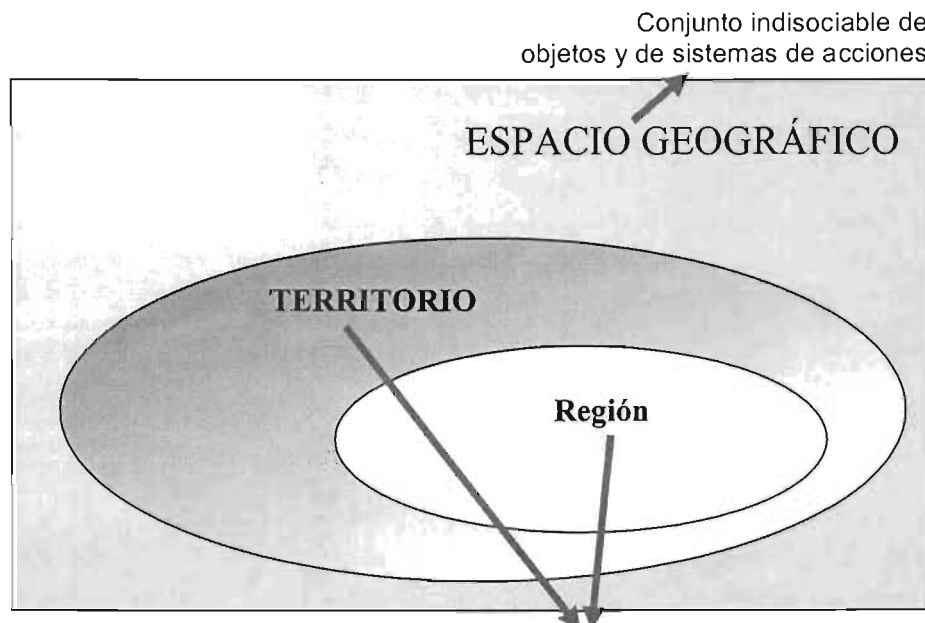 Conjunto indisociable de
objetos y de sistemas de acciones
ESPACIO GEOGRÁFICO
TERRITORIO
Región